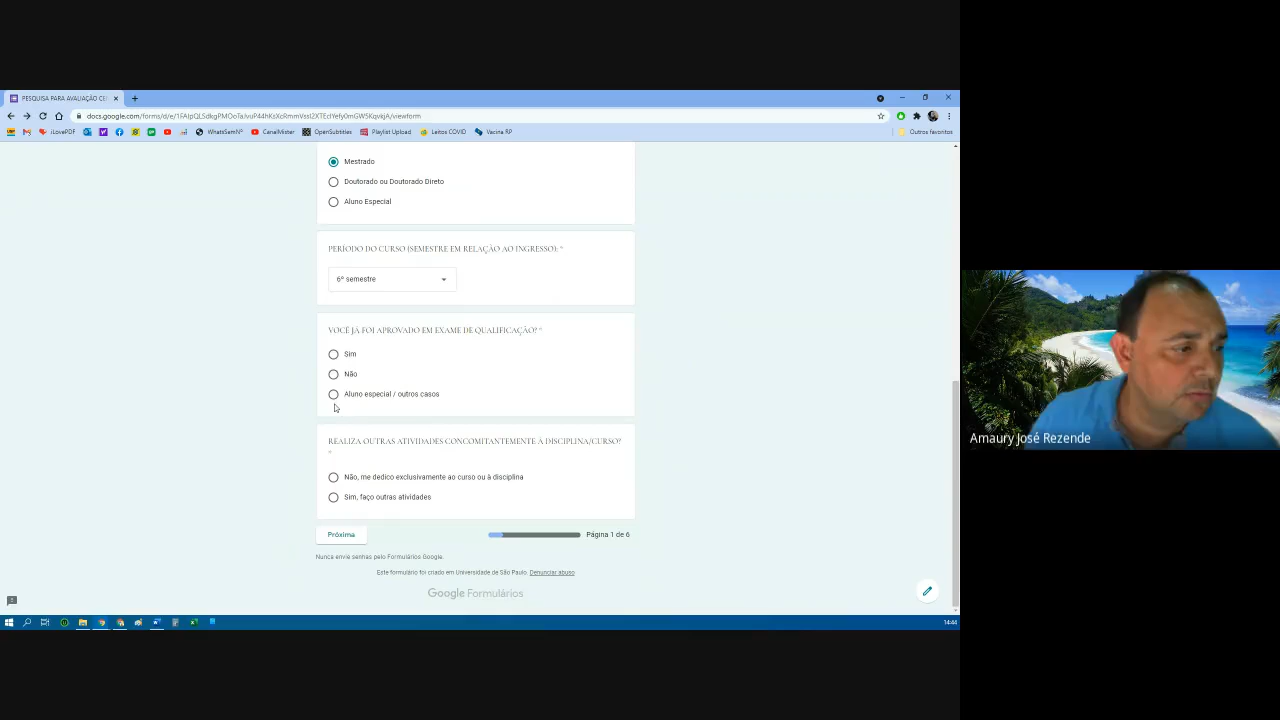 PESQUISA PARA AVALIAÇÃO CE
docs.google.com/forms/d/e/
iLovePDF
WhatsSemNº
CanalMister
OpenSubtitles
Playlist Upload
Leitos COVID
Vacina RP
Outros favoritos
Mestrado
Doutorado ou Doutorado Direto
Aluno Especial
PERÍODO DO CURSO (SEMESTRE EM RELAÇÃO AO INGRESSO): *
6º semestre
VOCÊ JÁ FOI APROVADO EM EXAME DE QUALIFICAÇÃO? *
Sim
Não
Aluno especial / outros casos
REALIZA OUTRAS ATIVIDADES CONCOMITANTEMENTE À DISCIPLINA/CURSO?
*
Não, me dedico exclusivamente ao curso ou à disciplina
Sim, faço outras atividades
Próxima
Página 1 de 6
Nunca envie senhas pelo Formulários Google.
Este formulário foi criado em Universidade de São Paulo. Denunciar abuso
Google Formulários
14:44
Amaury José Rezende